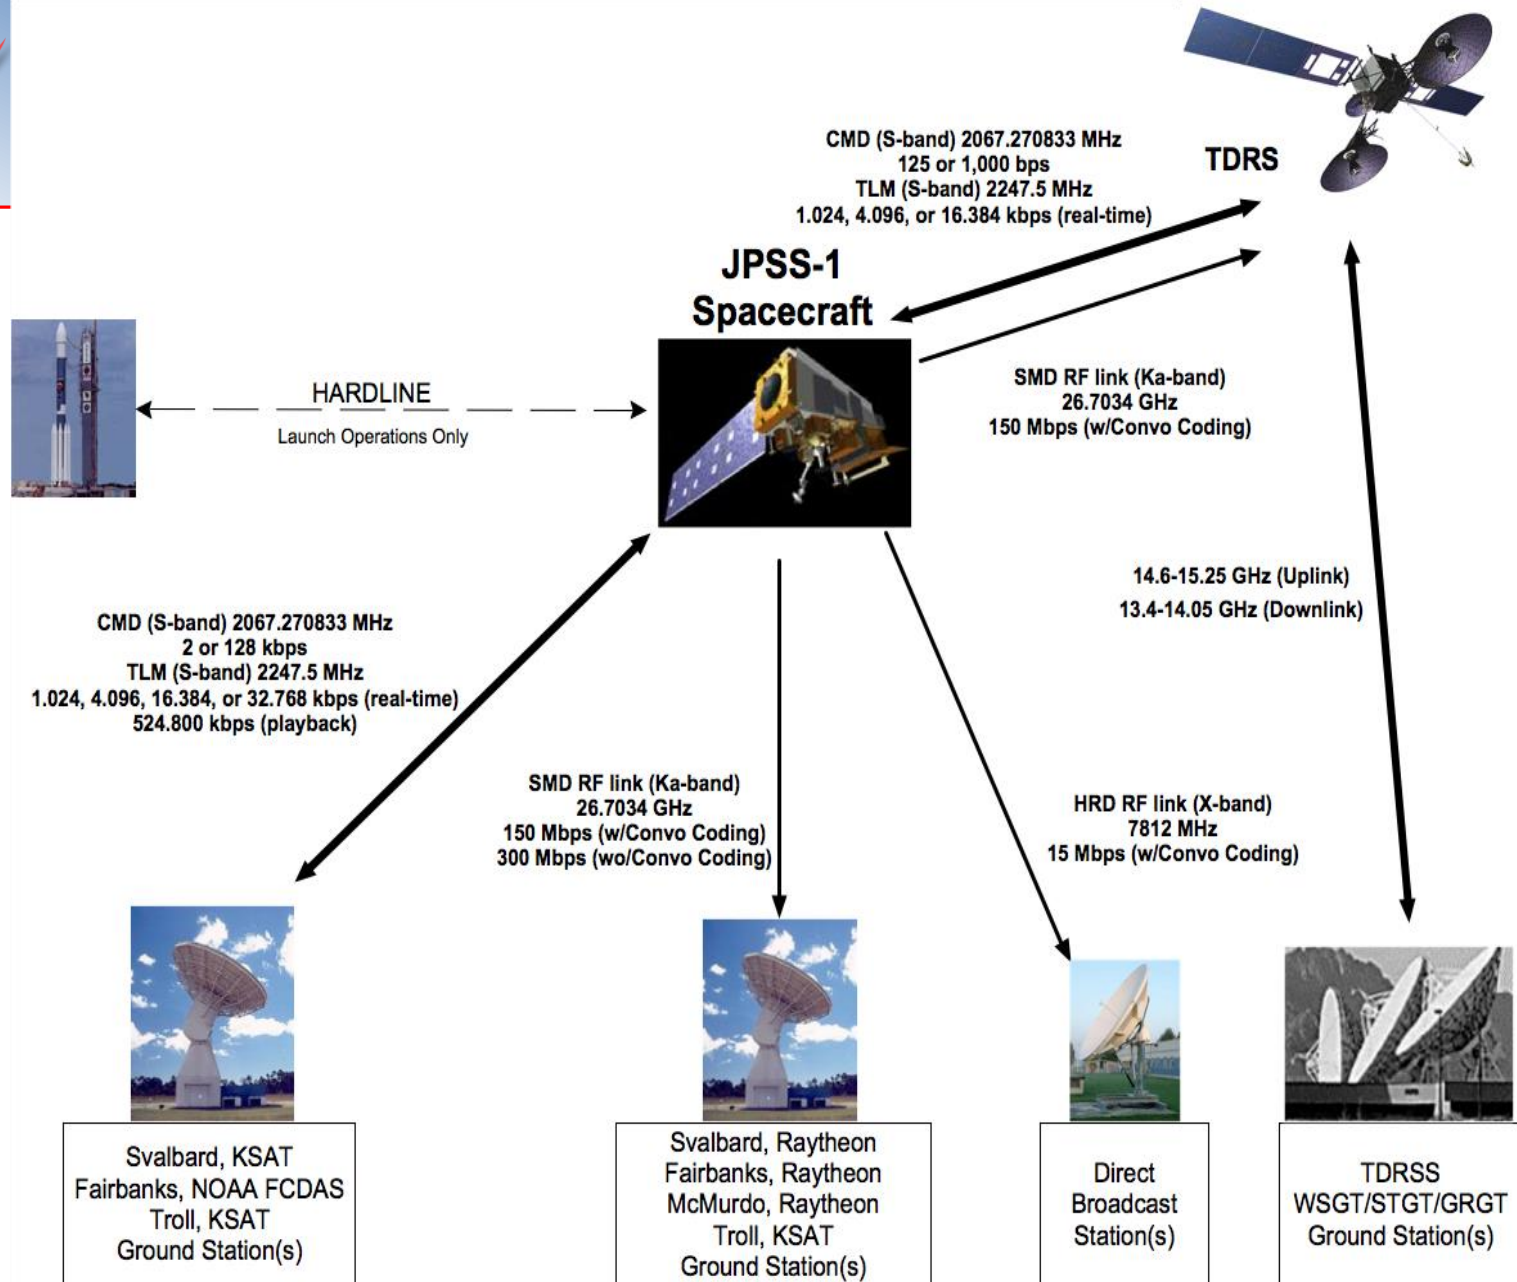 CMD (S-band) 2067.270833 MHz
125 or 1,000 bps
TLM (S-band) 2247.5 MHz
1.024, 4.096, or 16.384 kbps (real-time)
TDRS
JPSS-1
Spacecraft
HARDLINE
Launch Operations Only
SMD RF link (Ka-band)
26.7034 GHz
150 Mbps (w/Convo Coding)
14.6-15.25 GHz (Uplink)
13.4-14.05 GHz (Downlink)
CMD (S-band) 2067.270833 MHz
2 or 128 kbps
TLM (S-band) 2247.5 MHz
1.024, 4.096, 16.384, or 32.768 kbps (real-time)
524.800 kbps (playback)
SMD RF link (Ka-band)
26.7034 GHz
150 Mbps (w/Convo Coding)
300 Mbps (wo/Convo Coding)
HRD RF link (X-band)
7812 MHz
15 Mbps (w/Convo Coding)
Svalbard, KSAT
Fairbanks, NOAA FCDAS
Troll, KSAT
Ground Station(s)
Svalbard, Raytheon
Fairbanks, Raytheon
McMurdo, Raytheon
Troll, KSAT
Ground Station(s)
Direct
Broadcast
Station(s)
TDRSS
WSGT/STGT/GRGT
Ground Station(s)